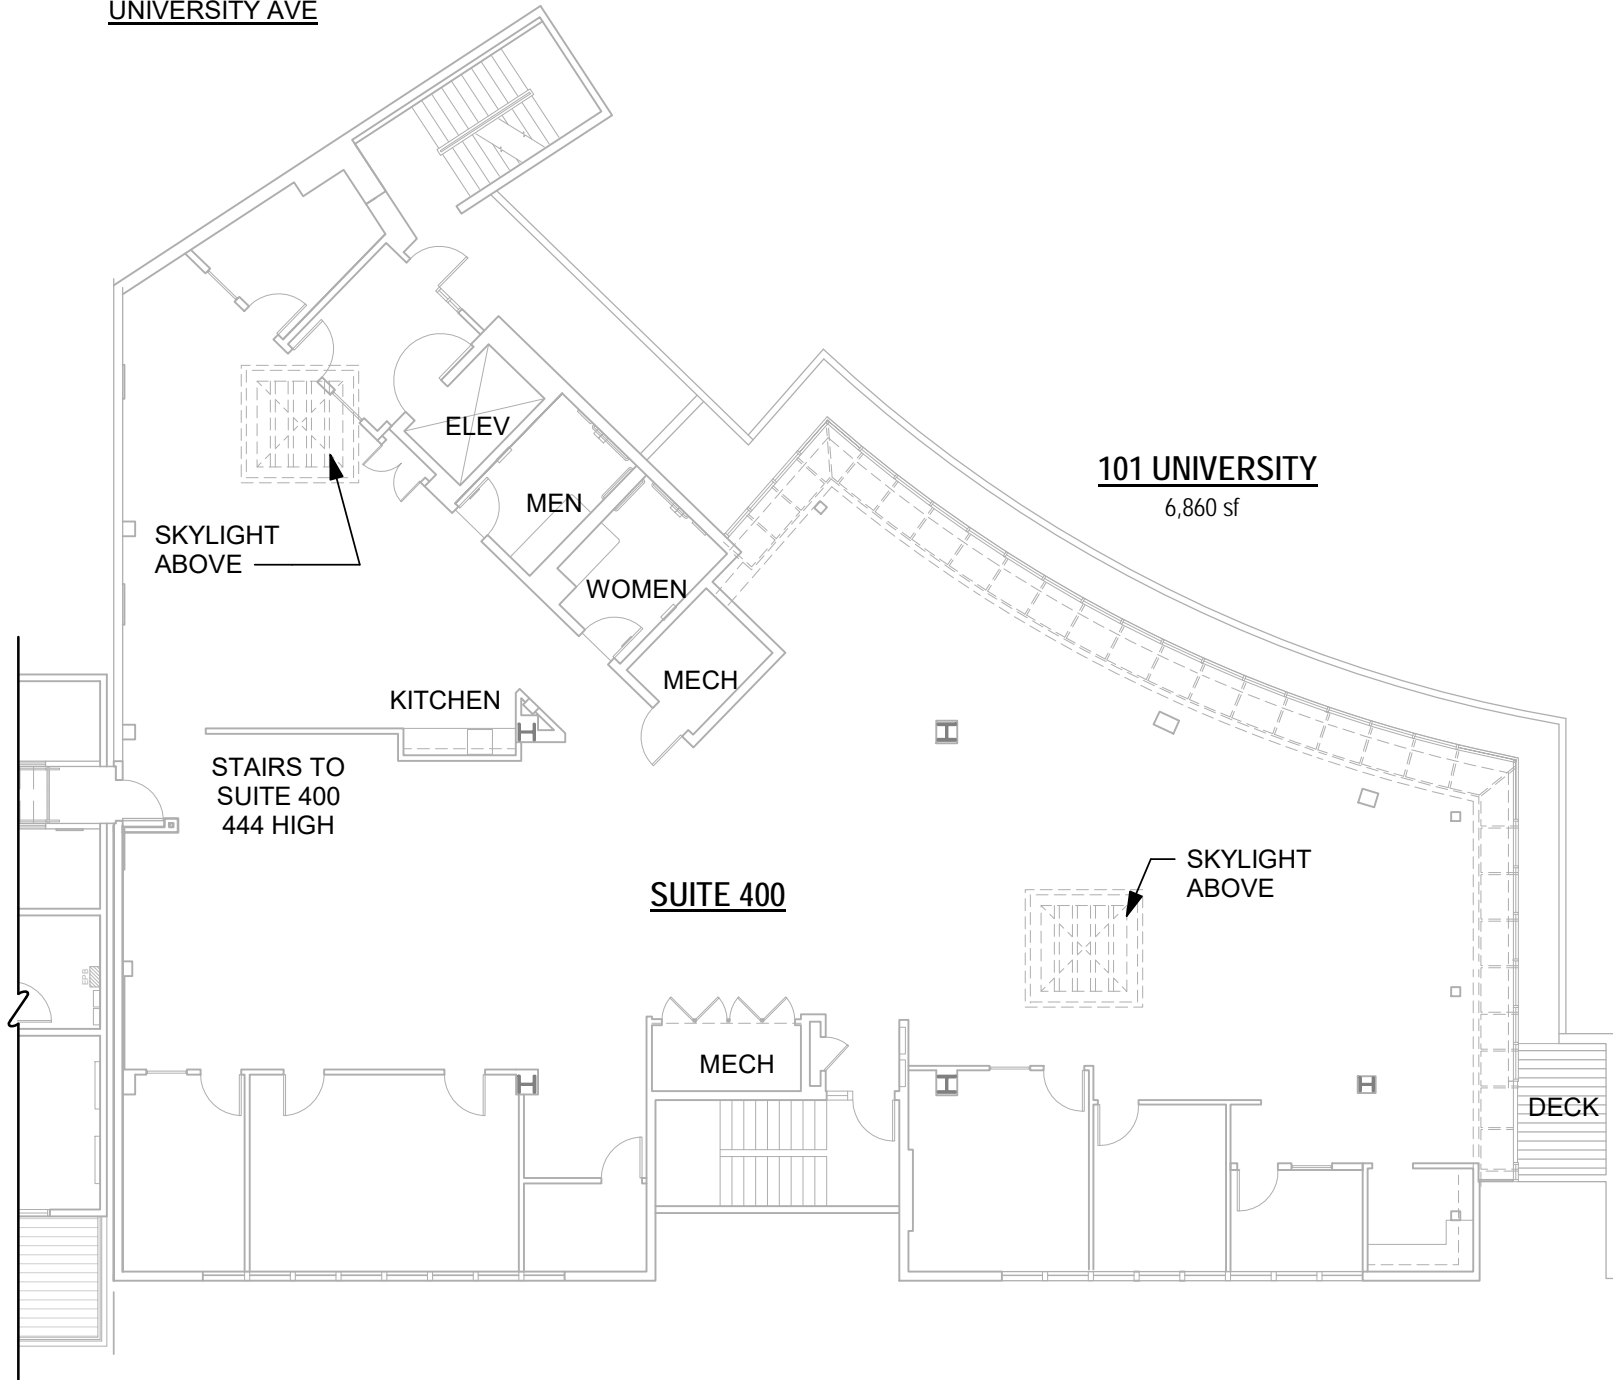 UNIVERSITY AVE
ELEV
101 UNIVERSITY
6,860 sf
MEN
SKYLIGHT
ABOVE
WOMEN
MECH
KITCHEN
STAIRS TO
SUITE 400
444 HIGH
SKYLIGHT
ABOVE
SUITE 400
EPB
MECH
DECK